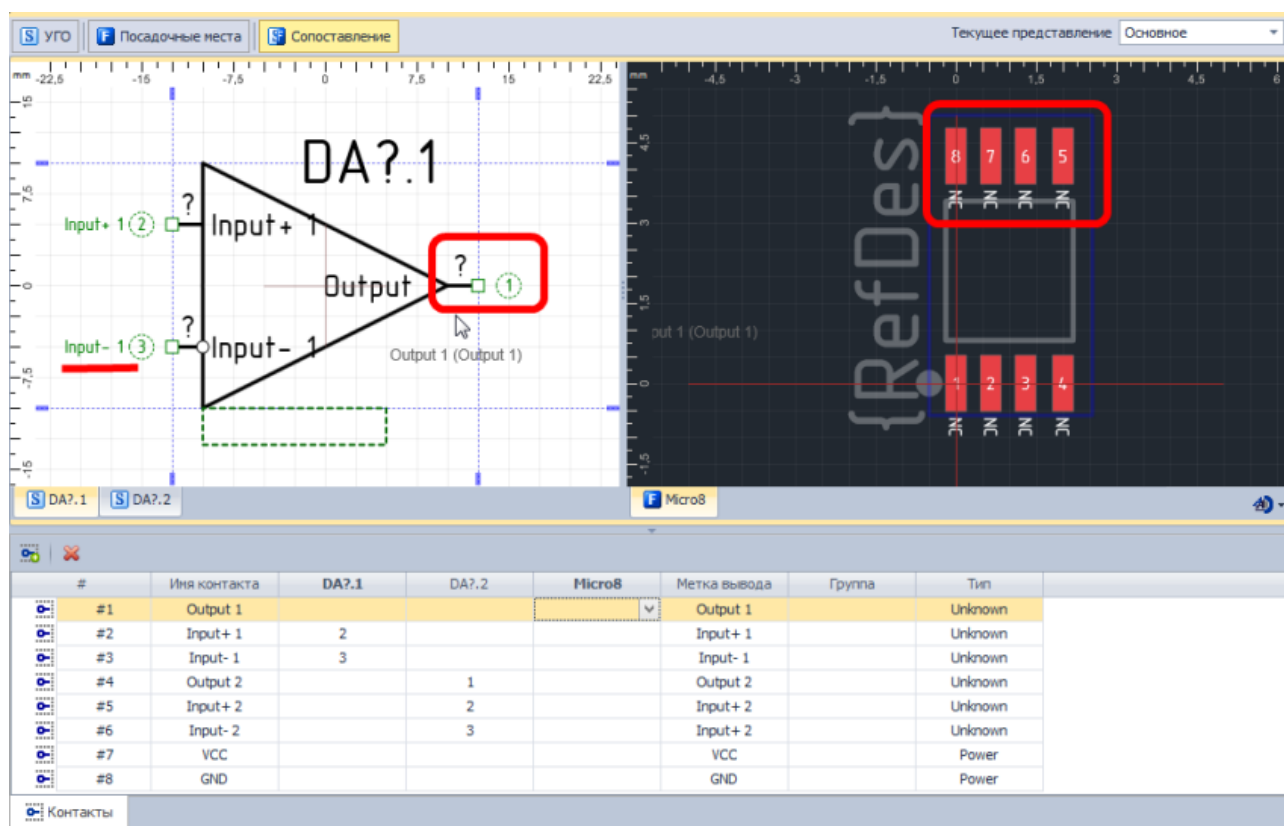 УГО Посадочные места Сопоставление Текущее представление Основное
mm -22,5 -15 -7,5 0 7,5 15 22,5
mm -4,5 -3 -1,5 0 1,5 3 4,5 6
15
7,5
0
-7,5
-15
DA?.1
Input+ 1 2 ? Input+ 1
Output ? 1
Input- 1 3 ? Input- 1
Output 1 (Output 1)
4,5
3
1,5
0
-1,5
{RefDes}
8 7 6 5
NC NC NC NC
put 1 (Output 1)
1 2 3 4
NC NC NC NC
S DA?.1 S DA?.2 F Micro8
# Имя контакта DA?.1 DA?.2 Micro8 Метка вывода Группа Тип
#1 Output 1 Output 1 Unknown
#2 Input+ 1 2 Input+ 1 Unknown
#3 Input- 1 3 Input- 1 Unknown
#4 Output 2 1 Output 2 Unknown
#5 Input+ 2 2 Input+ 2 Unknown
#6 Input- 2 3 Input+ 2 Unknown
#7 VCC VCC Power
#8 GND GND Power
Контакты